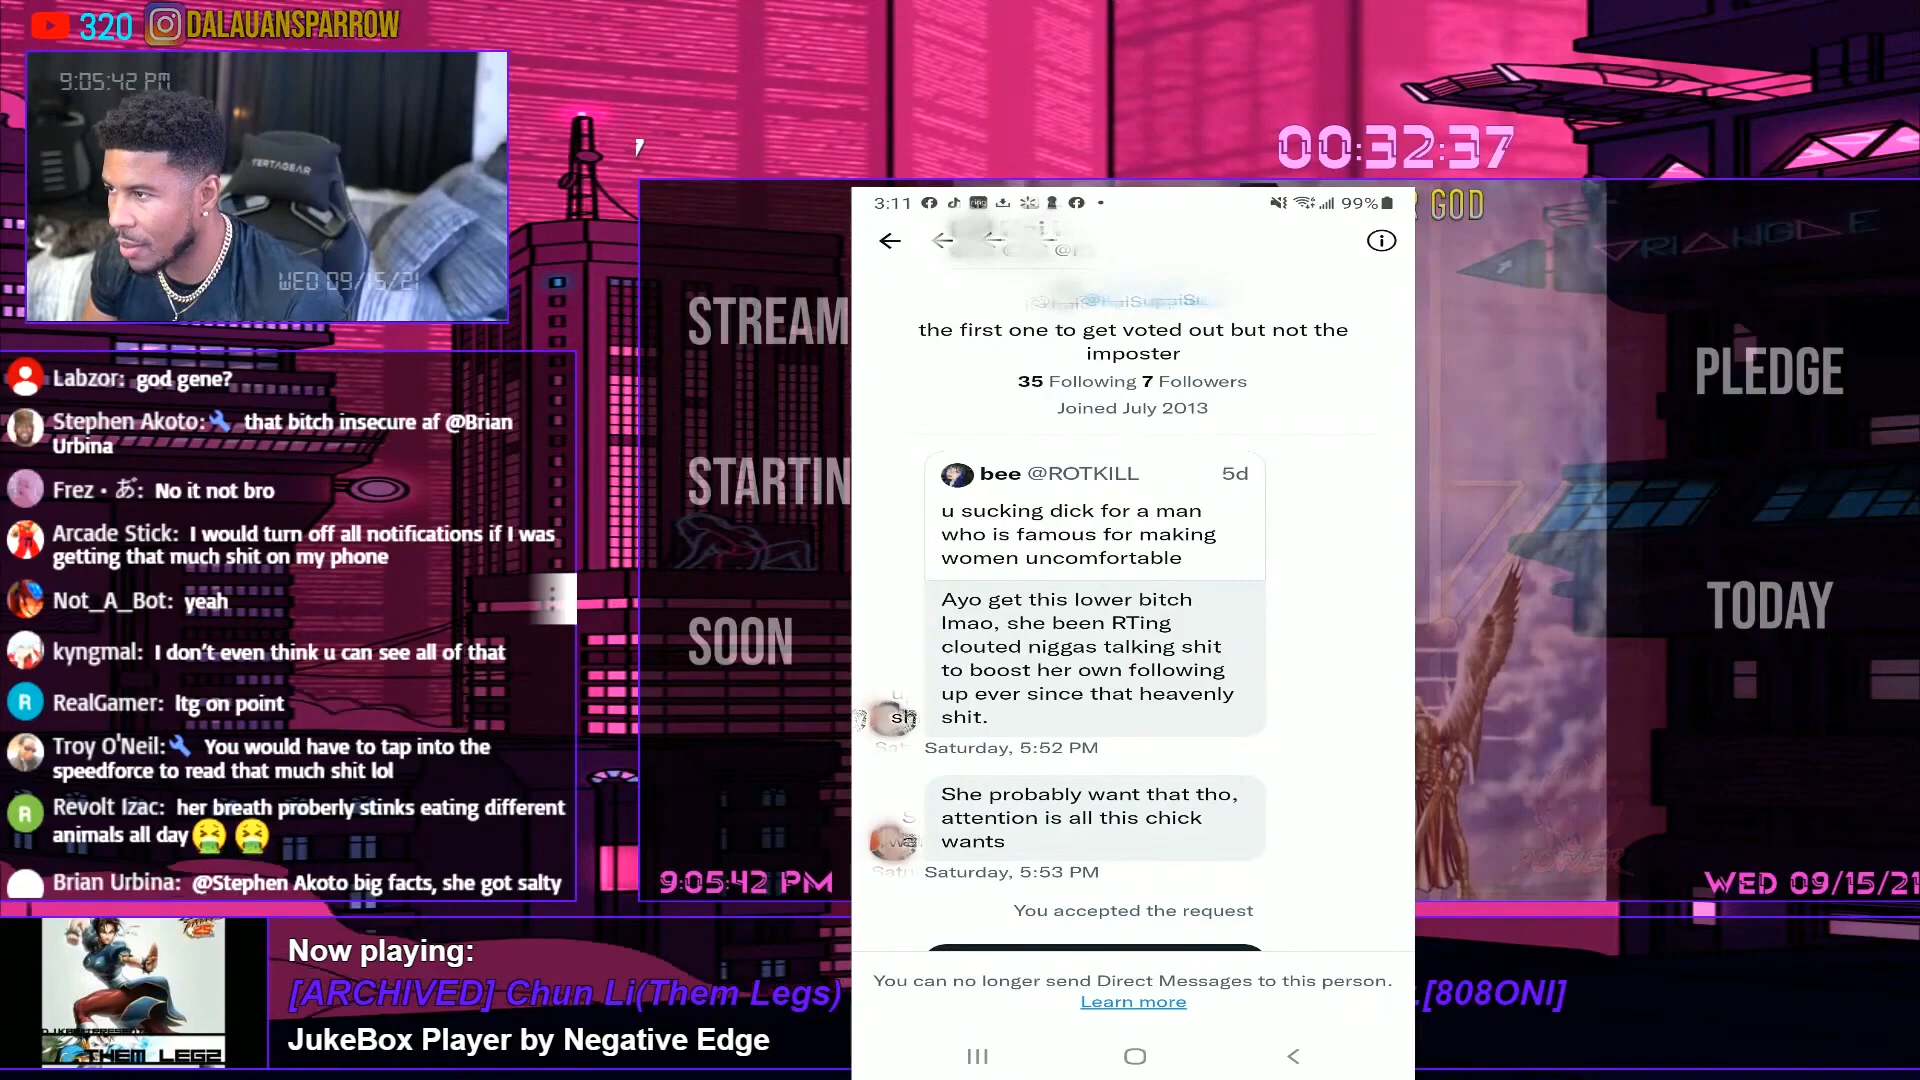 320 DALAUANSPARROW
9:05:42 PM
VERTAGEAR
WED 09/15/21
Labzor: god gene?
Stephen Akoto: that bitch insecure af @Brian
Urbina
Frez • あ: No it not bro
Arcade Stick: I would turn off all notifications if I was
getting that much shit on my phone
Not_A_Bot: yeah
kyngmal: I don't even think u can see all of that
RealGamer: ltg on point
Troy O'Neil: You would have to tap into the
speedforce to read that much shit lol
Revolt Izac: her breath properly stinks eating different
animals all day
Brian Urbina: @Stephen Akoto big facts, she got salty
Now playing:
[ARCHIVED] Chun Li(Them Legs)
.[808ONI]
JukeBox Player by Negative Edge
THEM LEGZ
00:32:37
GOD
STREAM
STARTIN
SOON
PLEDGE
TODAY
9:05:42 PM
WED 09/15/21
3:11
99%
the first one to get voted out but not the
imposter
35 Following 7 Followers
Joined July 2013
bee @ROTKILL 5d
u sucking dick for a man
who is famous for making
women uncomfortable
Ayo get this lower bitch
lmao, she been RTing
clouted niggas talking shit
to boost her own following
up ever since that heavenly
shit.
Saturday, 5:52 PM
She probably want that tho,
attention is all this chick
wants
Saturday, 5:53 PM
You accepted the request
You can no longer send Direct Messages to this person.
Learn more